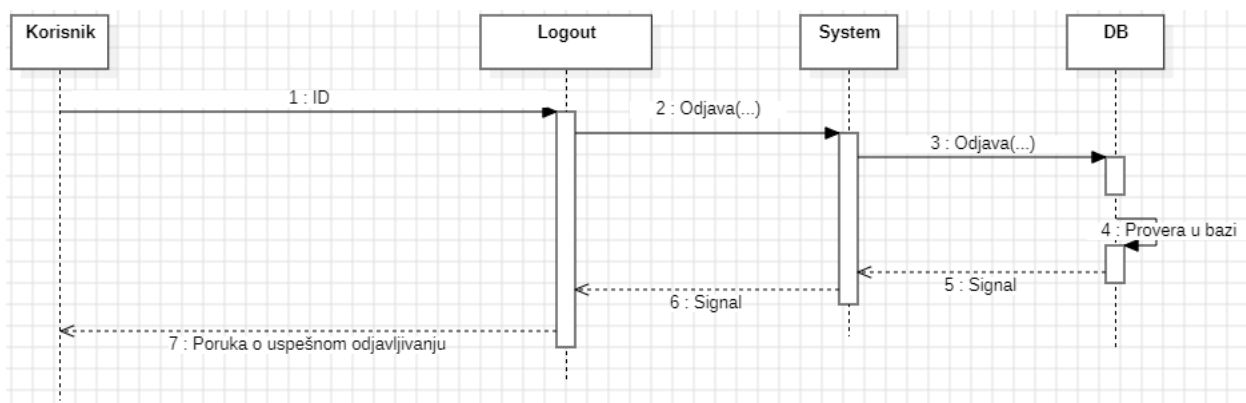 Korisnik
Logout
System
DB
1 : ID
2 : Odjava(...)
3 : Odjava(...)
4 : Provera u bazi
5 : Signal
6 : Signal
7 : Poruka o uspešnom odjavljivanju